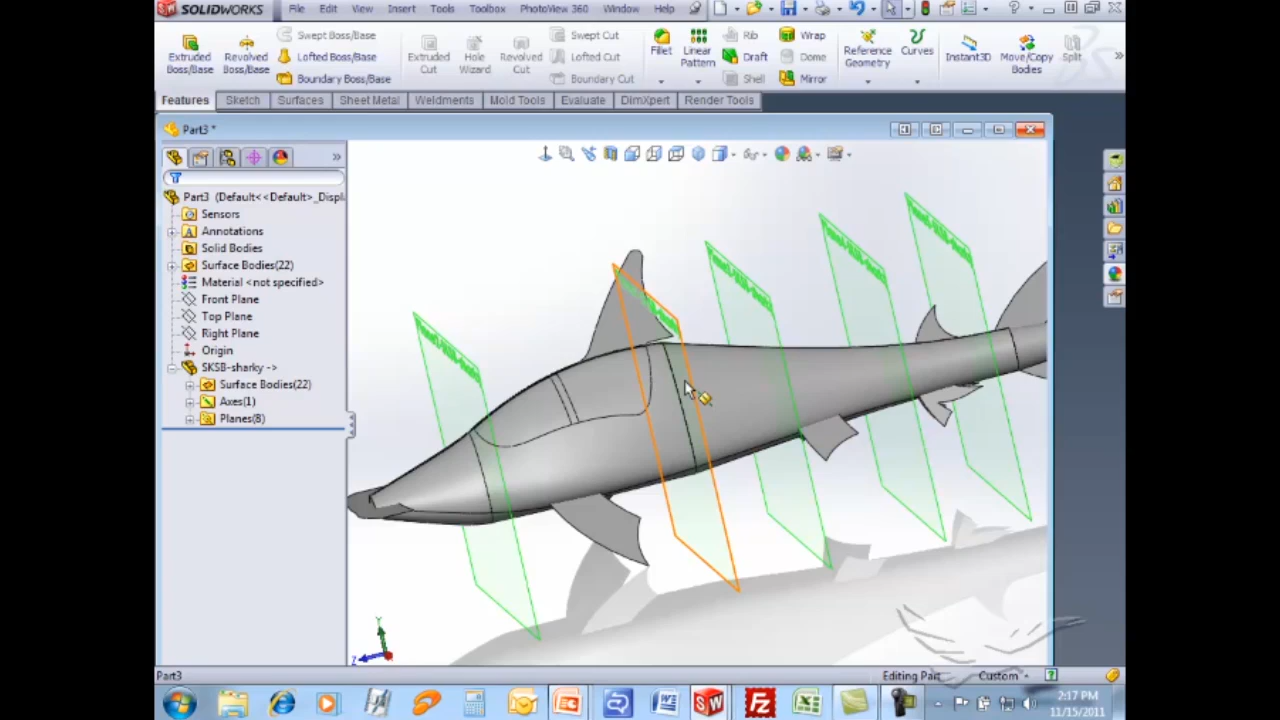 SOLIDWORKS File Edit View Insert Tools Toolbox PhotoView 360 Window Help
Extruded Boss/Base
Revolved Boss/Base
Swept Boss/Base
Lofted Boss/Base
Boundary Boss/Base
Extruded Cut
Hole Wizard
Revolved Cut
Swept Cut
Lofted Cut
Boundary Cut
Fillet
Linear Pattern
Rib
Draft
Shell
Wrap
Dome
Mirror
Reference Geometry
Curves
Instant3D
Move/Copy Bodies
Split
Features Sketch Surfaces Sheet Metal Weldments Mold Tools Evaluate DimXpert Render Tools
Part3 *
Part3 (Default<<Default>_Displ
Sensors
Annotations
Solid Bodies
Surface Bodies(22)
Material <not specified>
Front Plane
Top Plane
Right Plane
Origin
SKSB-sharky ->
Surface Bodies(22)
Axes(1)
Planes(8)
Y
Z
Part3 Editing Part Custom
2:17 PM
11/15/2011